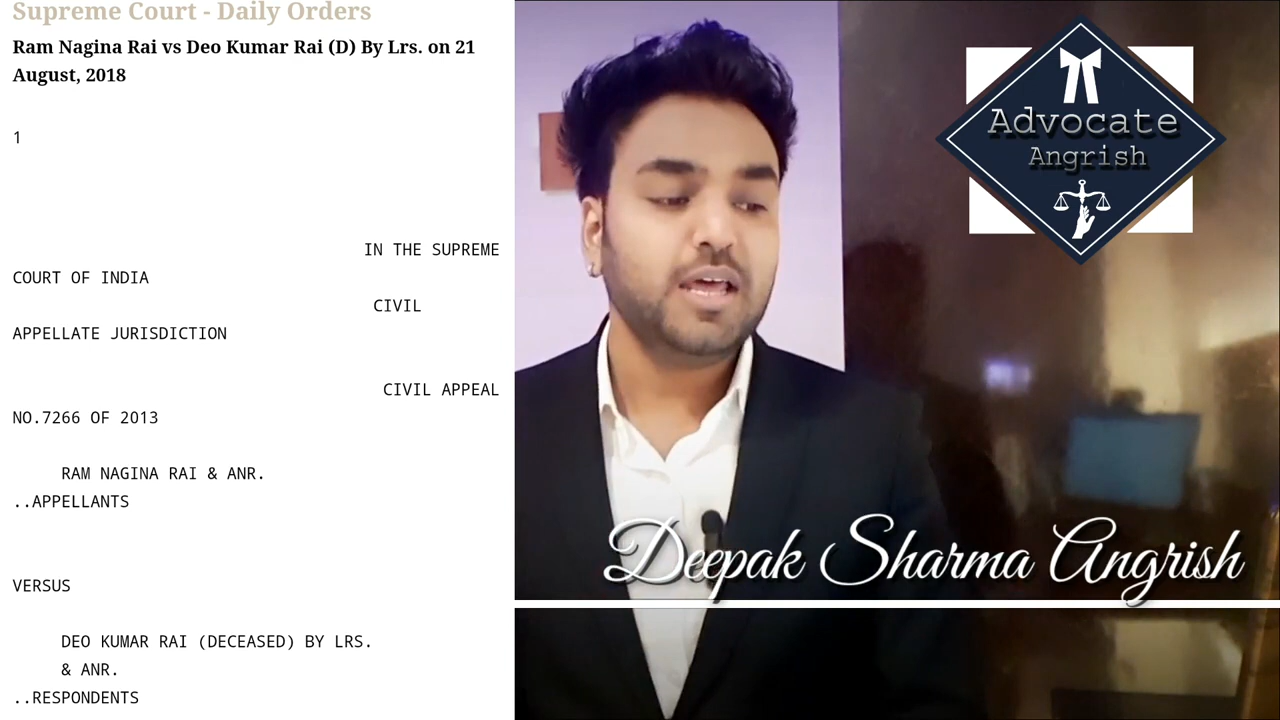 Supreme Court - Daily Orders
Ram Nagina Rai vs Deo Kumar Rai (D) By Lrs. on 21
August, 2018
1
IN THE SUPREME
COURT OF INDIA
CIVIL
APPELLATE JURISDICTION
CIVIL APPEAL
NO.7266 OF 2013
RAM NAGINA RAI & ANR.
..APPELLANTS
VERSUS
DEO KUMAR RAI (DECEASED) BY LRS.
& ANR.
..RESPONDENTS
Advocate
Angrish
Deepak Sharma Angrish